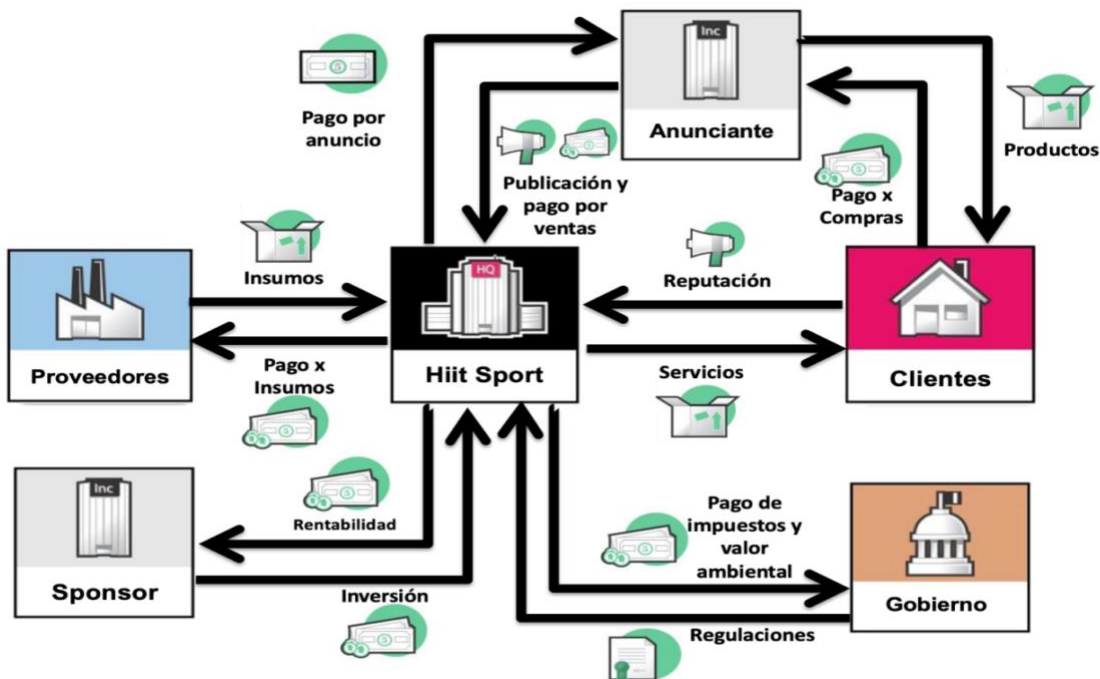 Inc
Anunciante
Pago por
anuncio
Publicación y
pago por
ventas
Pago x
Compras
Productos
Insumos
Proveedores
Pago x
Insumos
HQ
Hiit Sport
Reputación
Servicios
Clientes
Inc
Sponsor
Rentabilidad
Inversión
Pago de
impuestos y
valor
ambiental
Regulaciones
Gobierno